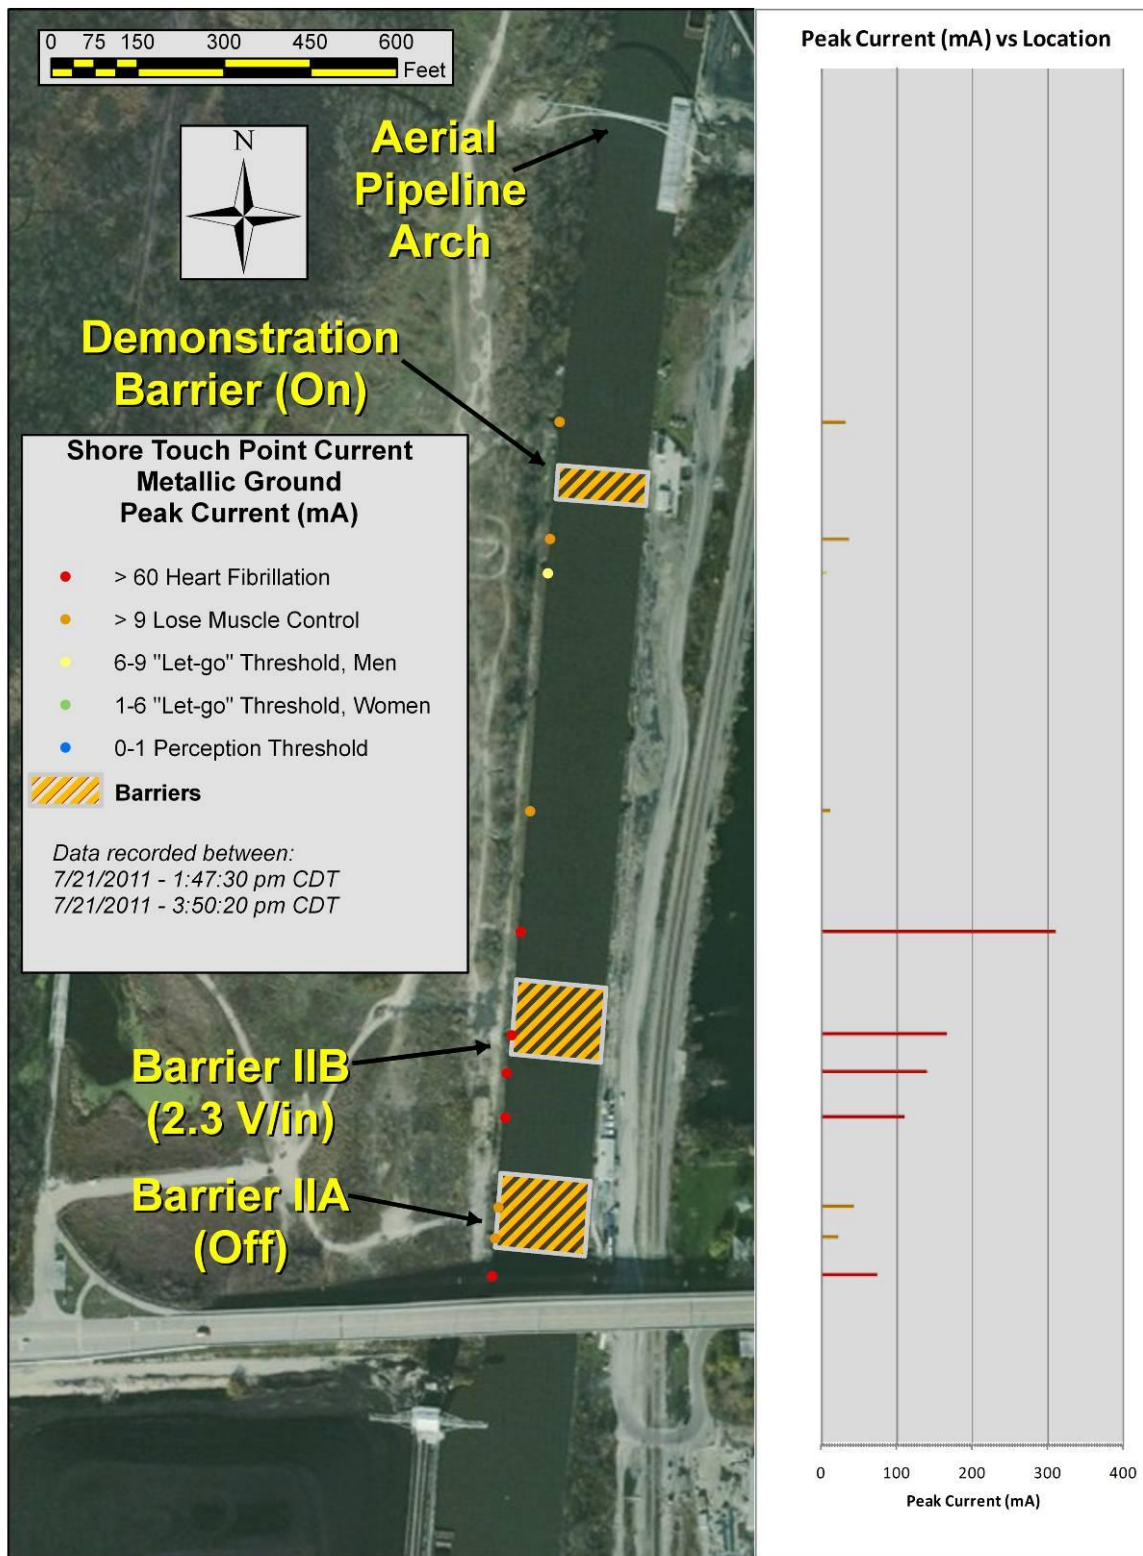 0 75 150 300 450 600
Feet
N
Aerial
Pipeline
Arch
Demonstration
Barrier (On)
Shore Touch Point Current
Metallic Ground
Peak Current (mA)
> 60 Heart Fibrillation
> 9 Lose Muscle Control
6-9 "Let-go" Threshold, Men
1-6 "Let-go" Threshold, Women
0-1 Perception Threshold
Barriers
Data recorded between:
7/21/2011 - 1:47:30 pm CDT
7/21/2011 - 3:50:20 pm CDT
Barrier IIB
(2.3 V/in)
Barrier IIA
(Off)
Peak Current (mA) vs Location
0 100 200 300 400
Peak Current (mA)